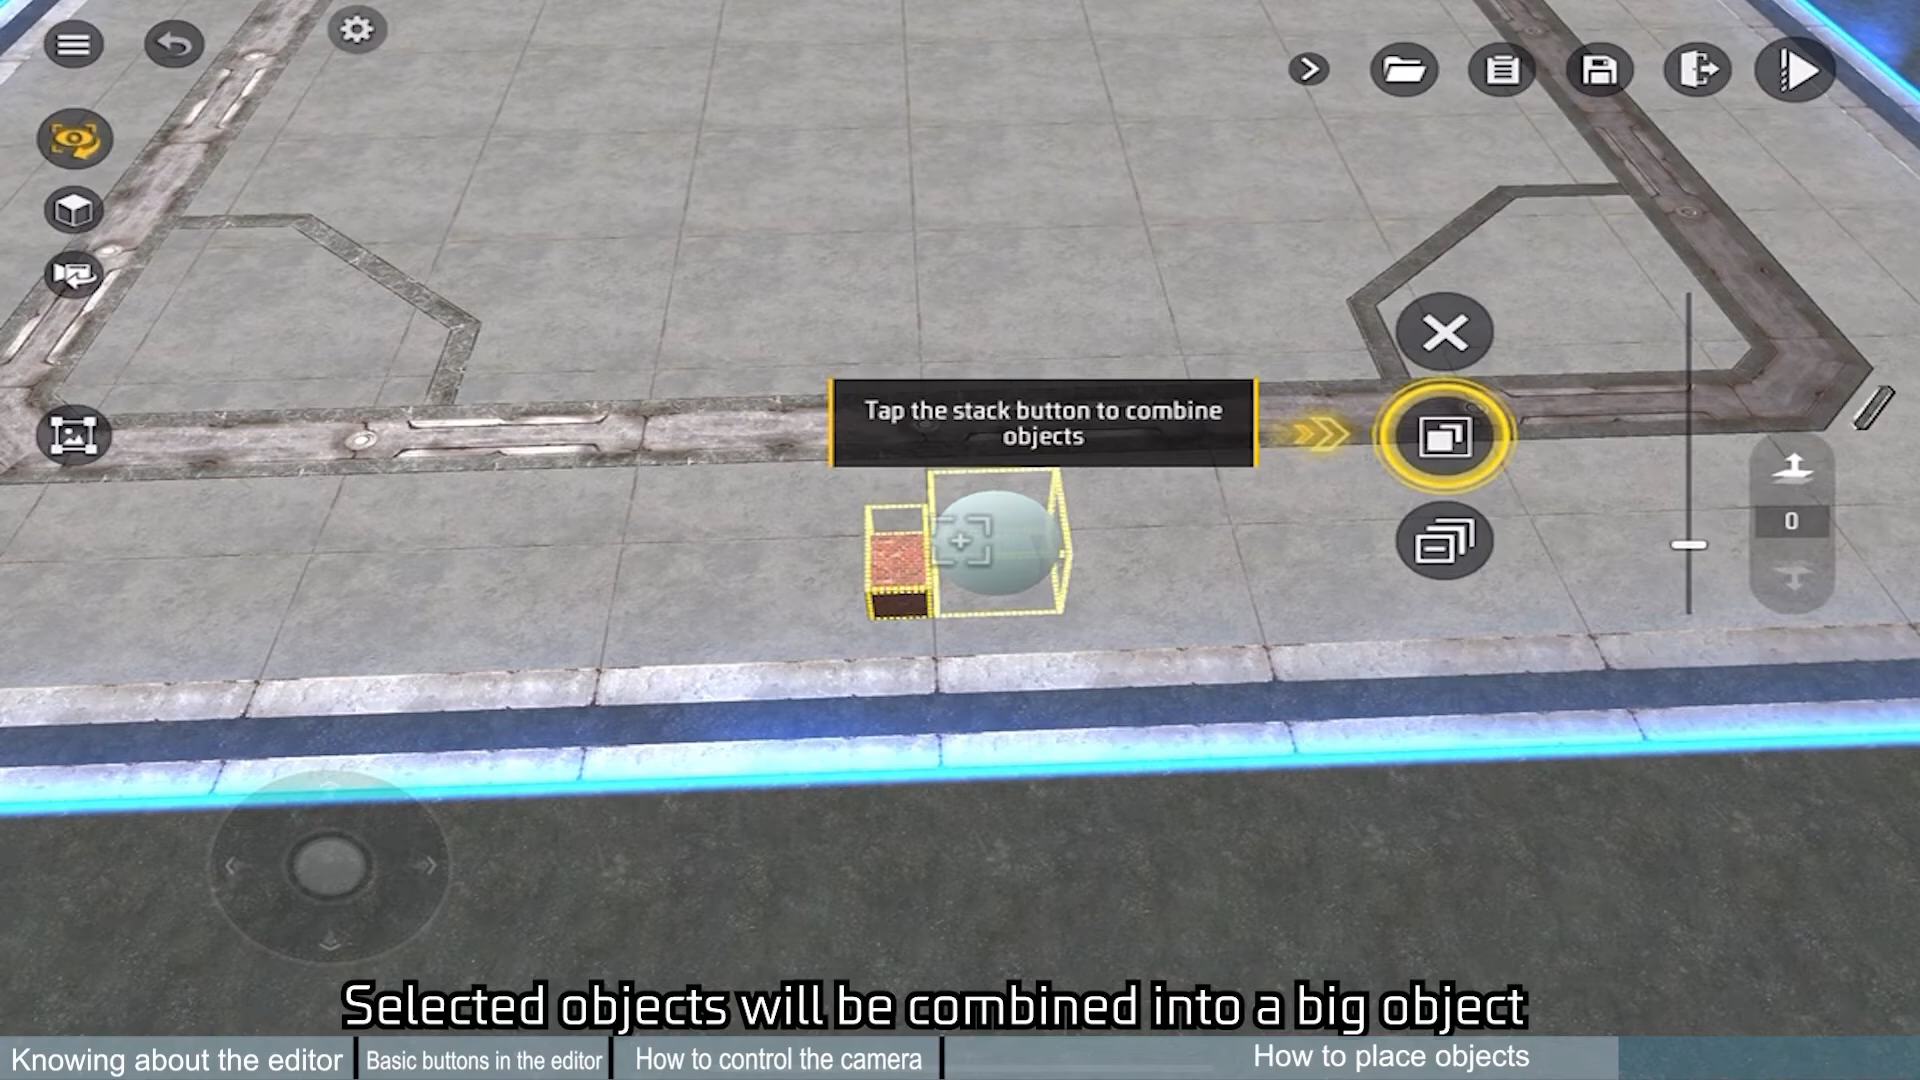 Tap the stack button to combine
objects
0
Selected objects will be combined into a big object
Knowing about the editor
Basic buttons in the editor
How to control the camera
How to place objects